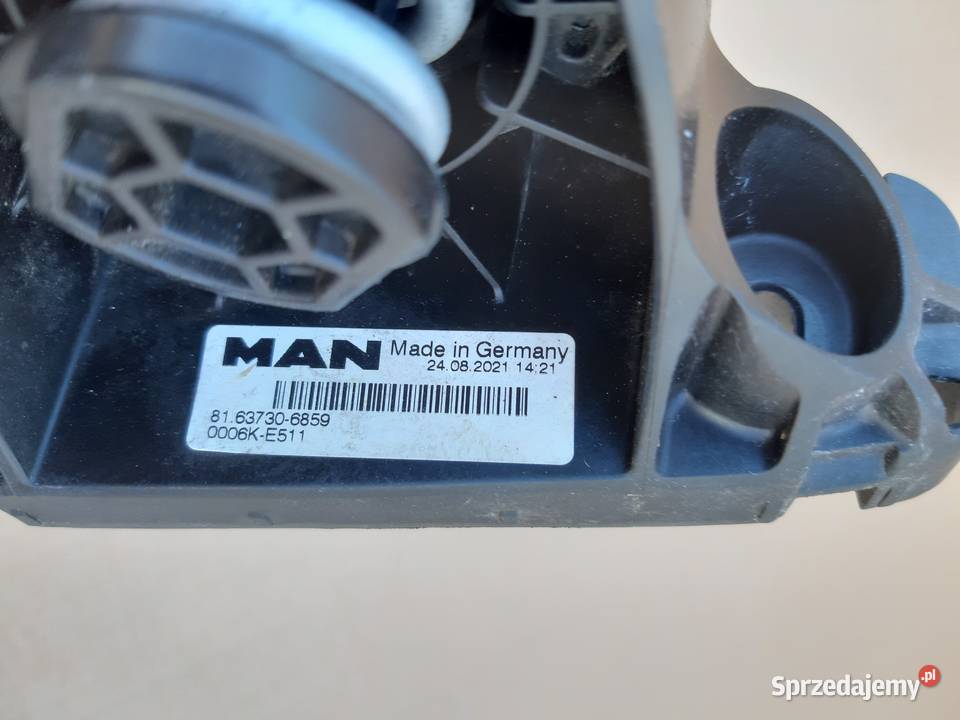 MAN Made in Germany
24.08.2021 14:21
81.63730-6859
0006K-E511
Sprzedajemy.pl